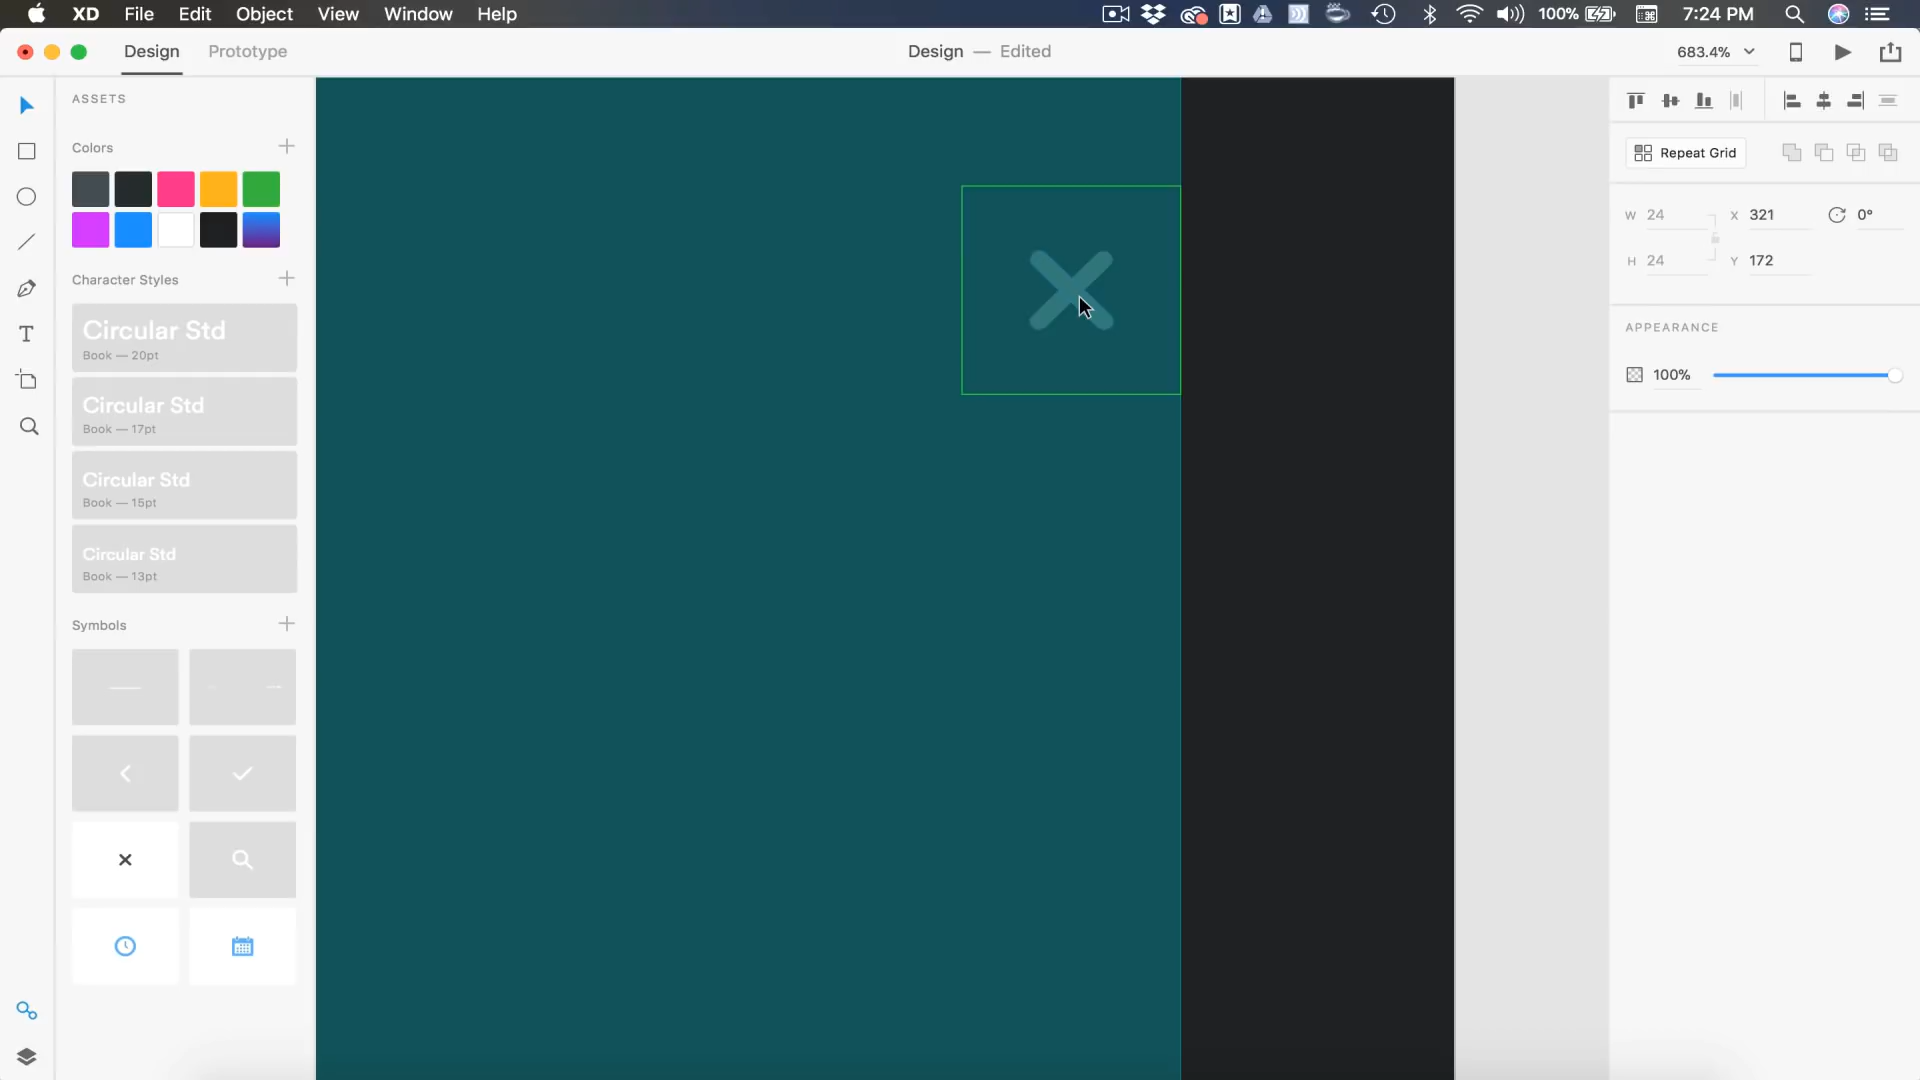 XD File Edit Object View Window Help 100% 7:24 PM
Design Prototype Design — Edited 683.4%
ASSETS
Colors
Character Styles
Circular Std
Book — 20pt
Circular Std
Book — 17pt
Circular Std
Book — 15pt
Circular Std
Book — 13pt
Symbols
Repeat Grid
W 24 X 321 0°
H 24 Y 172
APPEARANCE
100%